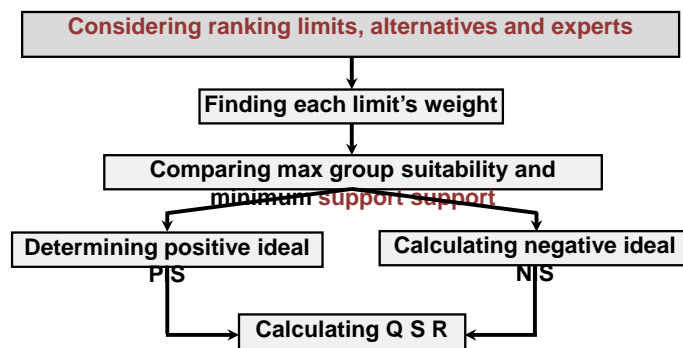 Considering ranking limits, alternatives and experts
Finding each limit's weight
Comparing max group suitability and
minimum support support
Determining positive ideal
PIS
Calculating negative ideal
NIS
Calculating Q S R